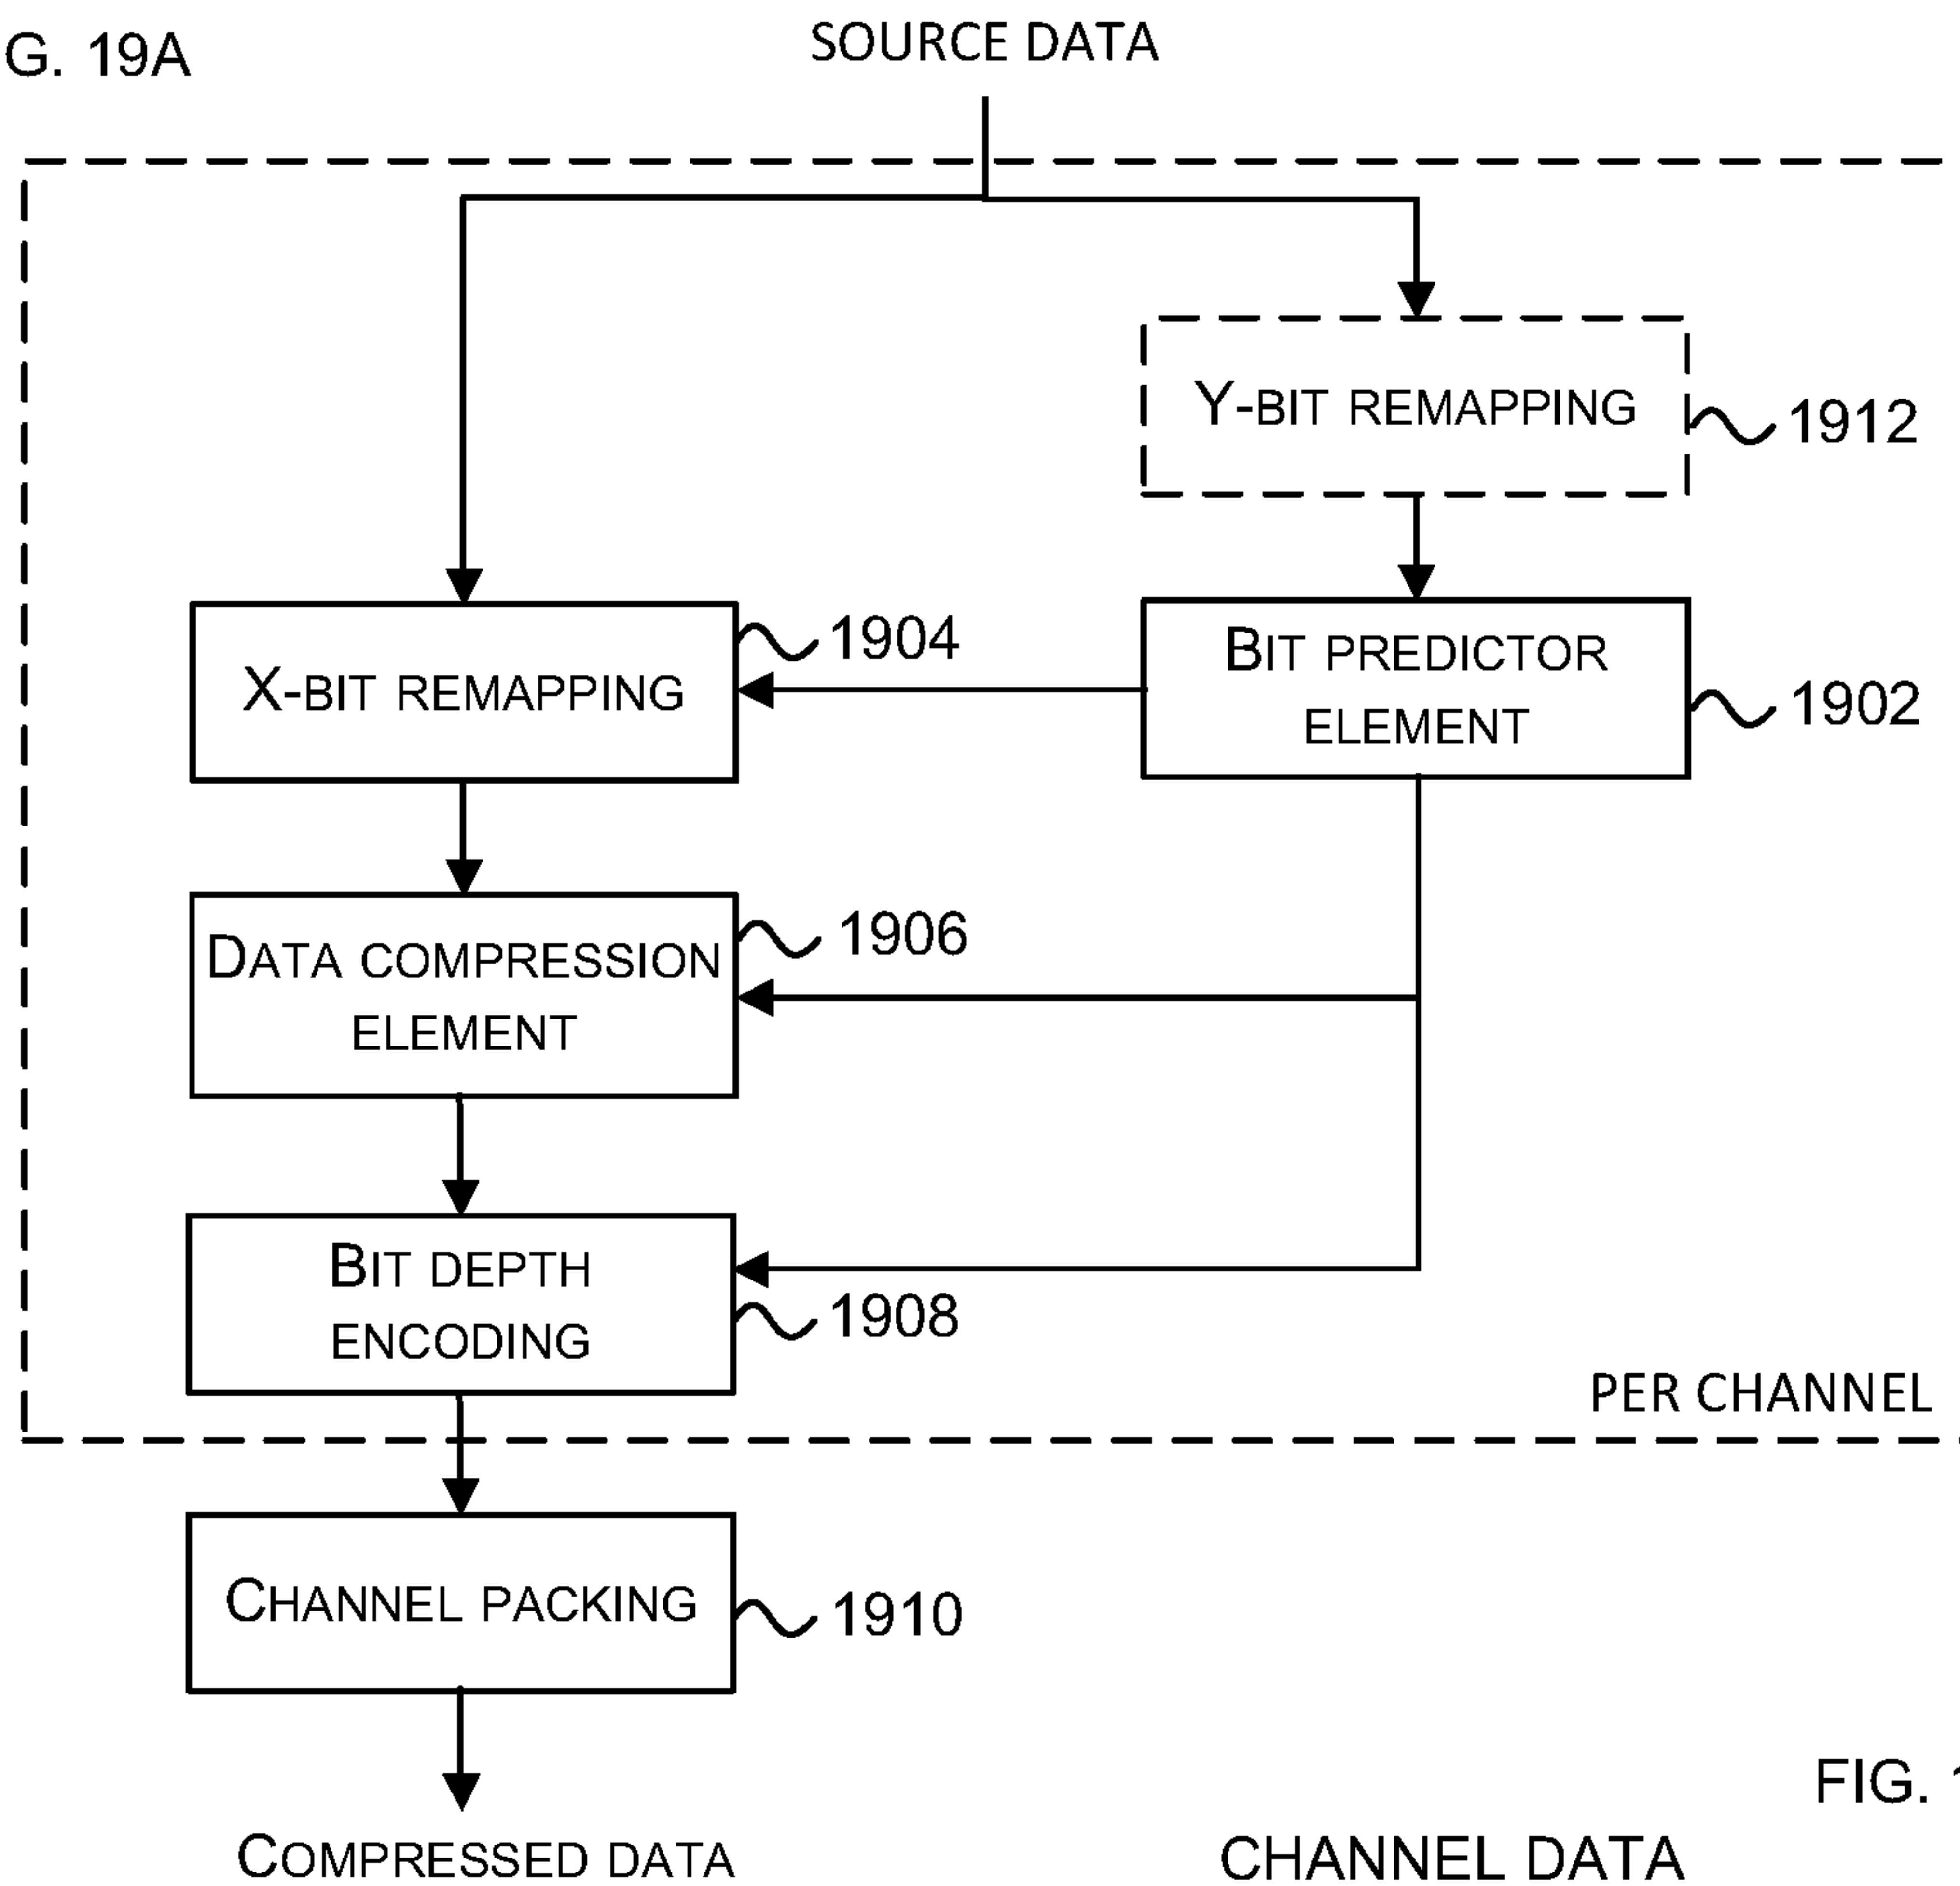 G. 19A
SOURCE DATA
Y-BIT REMAPPING
1912
X-BIT REMAPPING
1904
BIT PREDICTOR
ELEMENT
1902
DATA COMPRESSION
ELEMENT
1906
BIT DEPTH
ENCODING
1908
PER CHANNEL
CHANNEL PACKING
1910
FIG.
COMPRESSED DATA
CHANNEL DATA